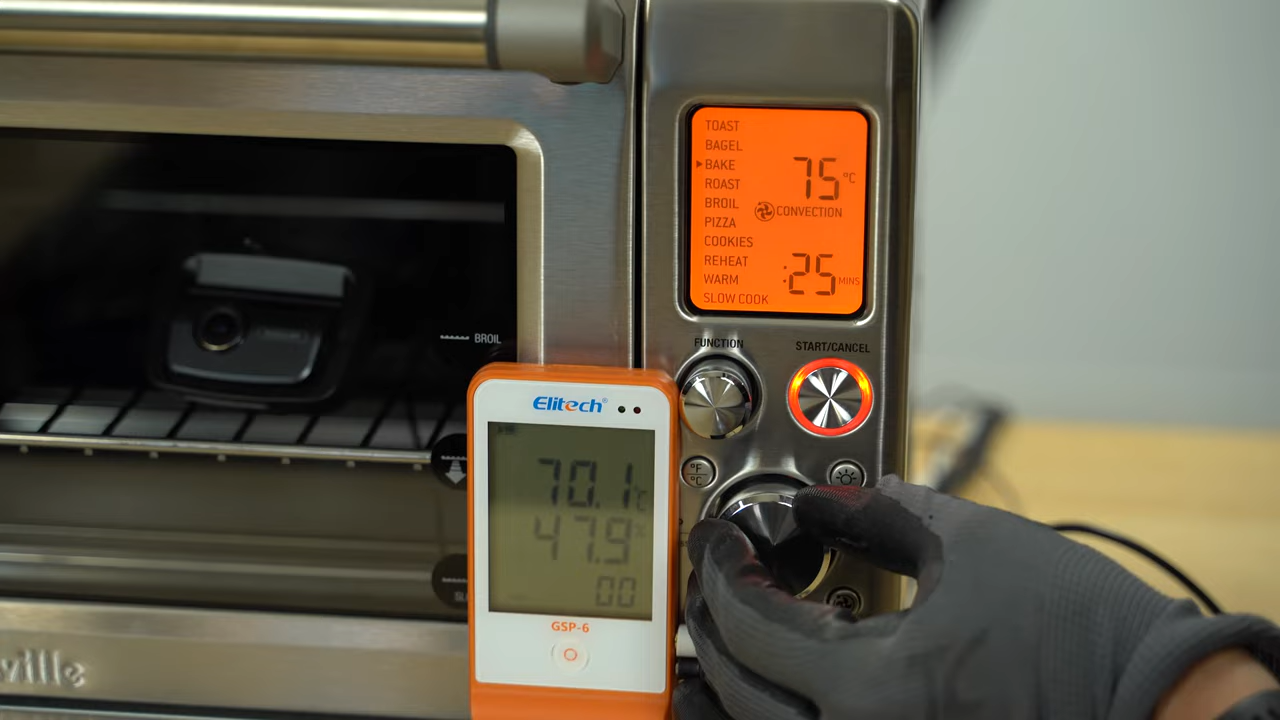 TOAST
BAGEL
BAKE
ROAST
BROIL
PIZZA
COOKIES
REHEAT
WARM
SLOW COOK
75 °C
CONVECTION
:25 MINS
FUNCTION
START/CANCEL
°F
°C
BROIL
Elitech®
70.1 °C
47.9 %
00
GSP-6
ville